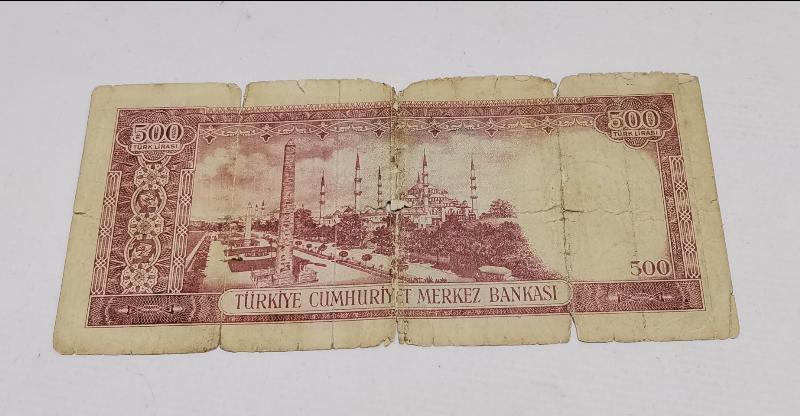 500
TÜRK LİRASI
500
TÜRK LİRASI
500
TÜRKİYE CUMHURİYET MERKEZ BANKASI